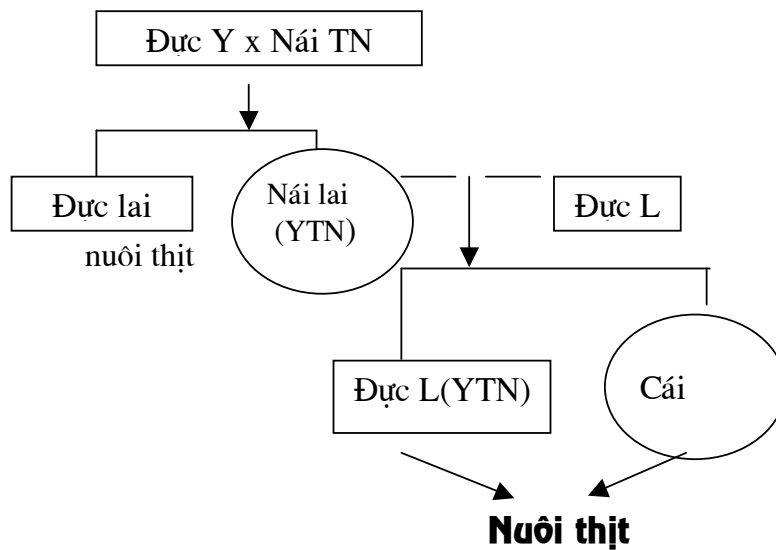 Đực Y x Nái TN
Đực lai
Nái lai
(YTN)
Đực L
nuôi thịt
Đực L(YTN)
Cái
Nuôi thịt